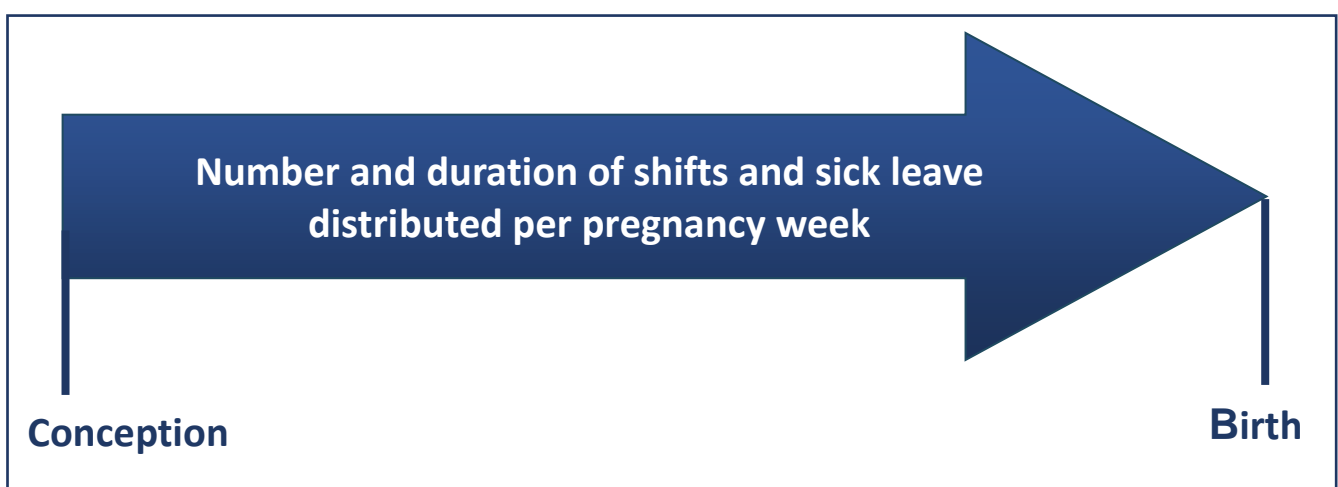 Number and duration of shifts and sick leave
distributed per pregnancy week
Conception
Birth